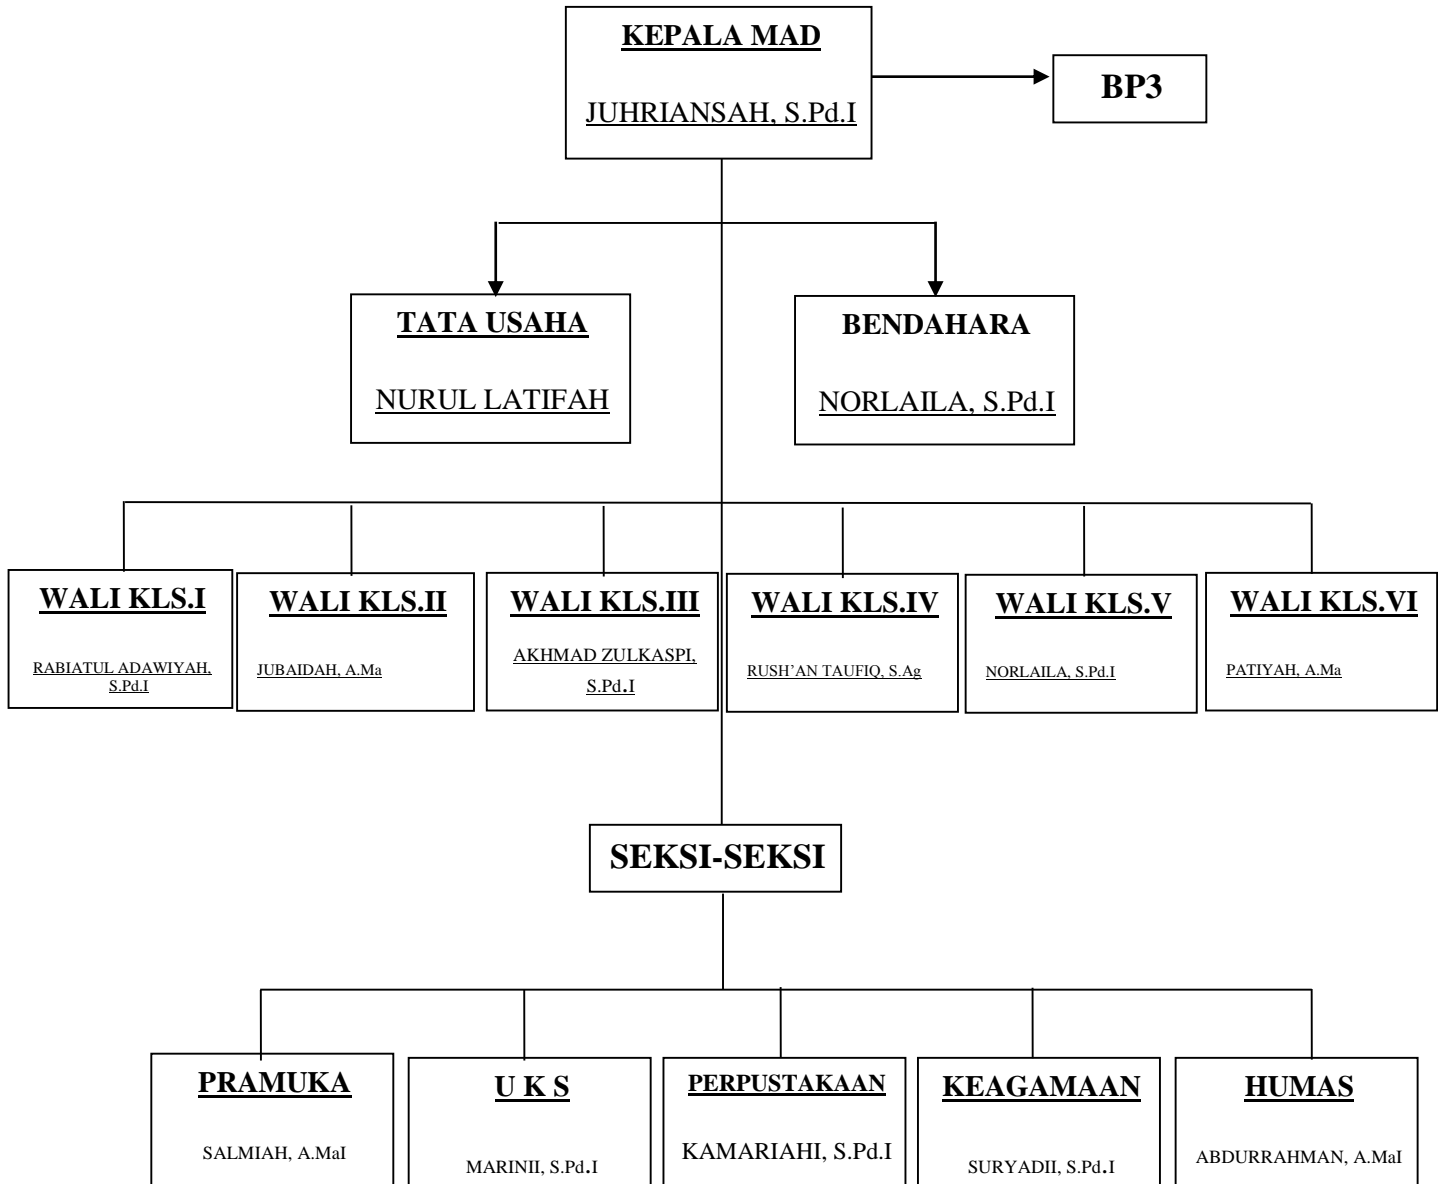 KEPALA MAD
JUHRIANSAH, S.Pd.I
BP3
TATA USAHA
NURUL LATIFAH
BENDAHARA
NORLAILA, S.Pd.I
WALI KLS.I
RABIATUL ADAWIYAH,
S.Pd.I
WALI KLS.II
JUBAIDAH, A.Ma
WALI KLS.III
AKHMAD ZULKASPI,
S.Pd.I
WALI KLS.IV
RUSH’AN TAUFIQ, S.Ag
WALI KLS.V
NORLAILA, S.Pd.I
WALI KLS.VI
PATIYAH, A.Ma
SEKSI-SEKSI
PRAMUKA
SALMIAH, A.MaI
U K S
MARINII, S.Pd.I
PERPUSTAKAAN
KAMARIAHI, S.Pd.I
KEAGAMAAN
SURYADII, S.Pd.I
HUMAS
ABDURRAHMAN, A.MaI